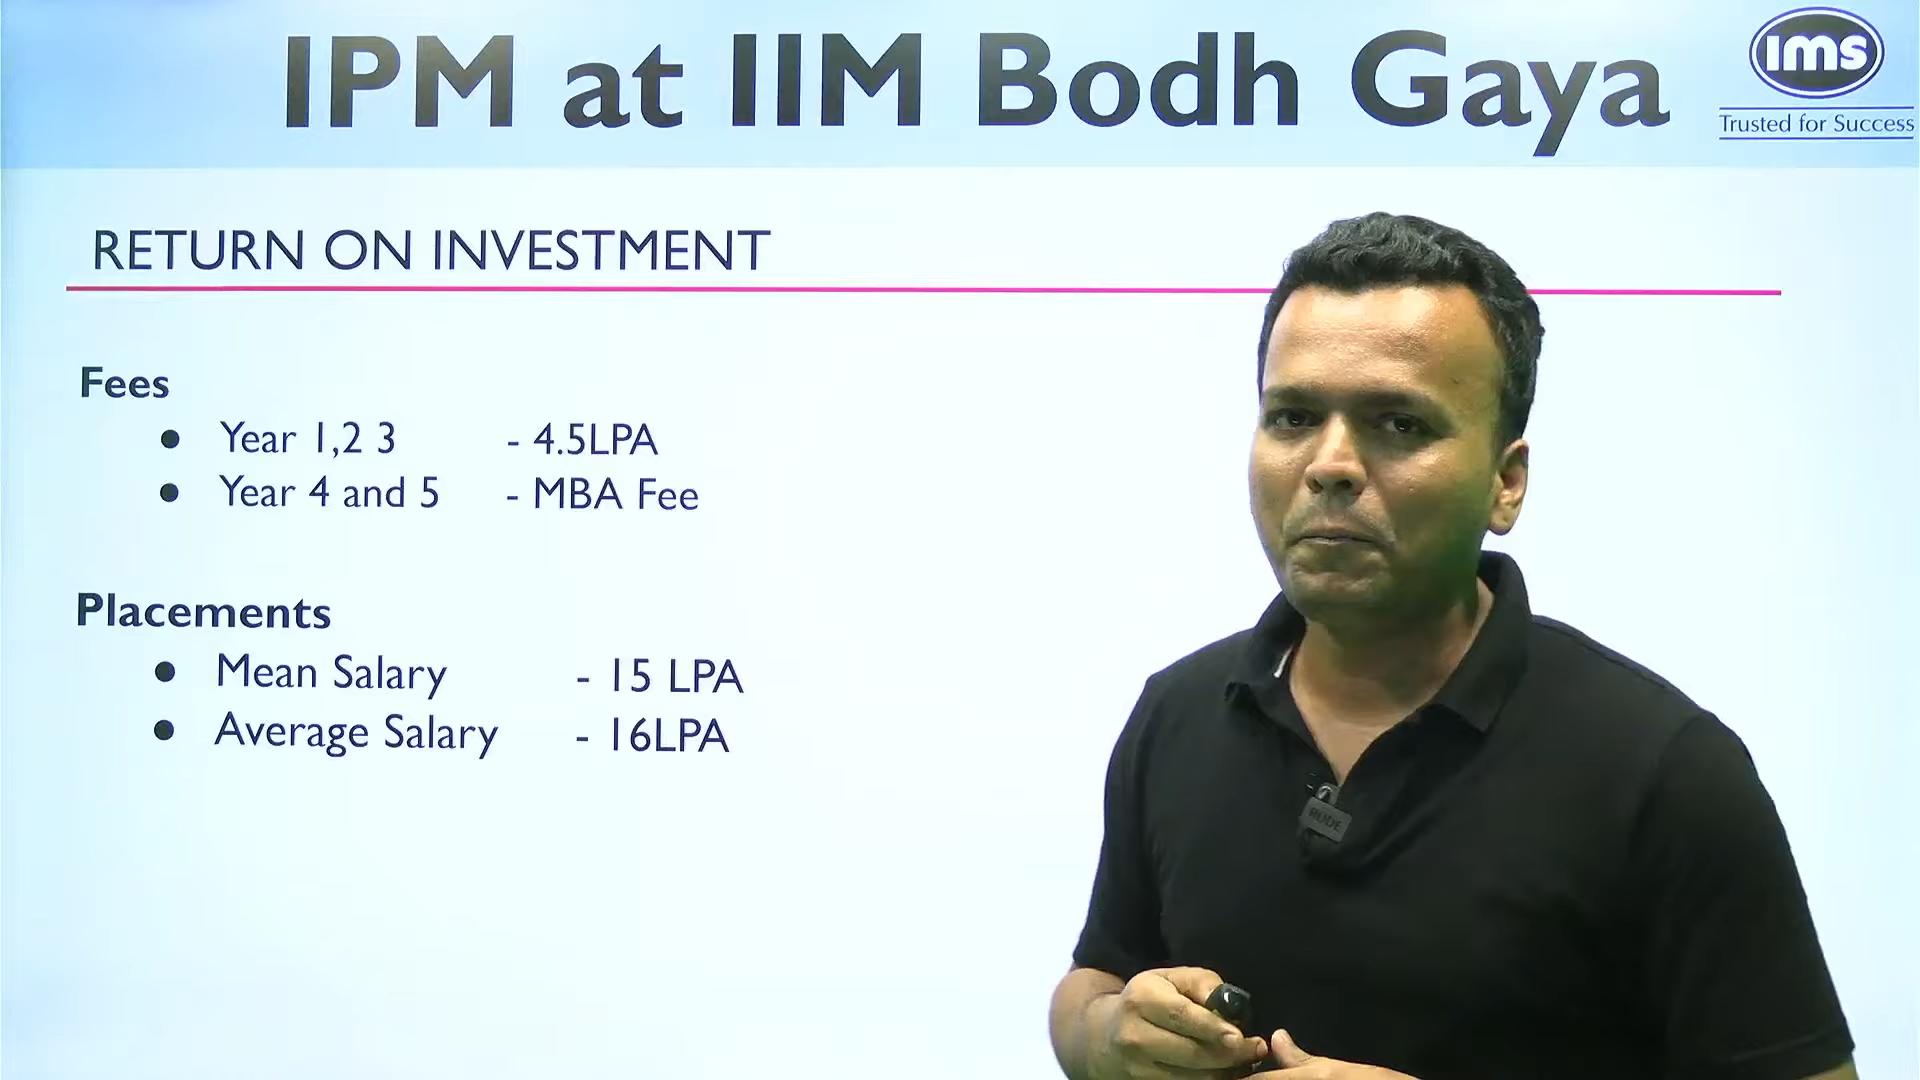 IPM at IIM Bodh Gaya
ims
Trusted for Success
RETURN ON INVESTMENT
Fees
● Year 1,2 3 - 4.5LPA
● Year 4 and 5 - MBA Fee
Placements
● Mean Salary - 15 LPA
● Average Salary - 16LPA
RODE